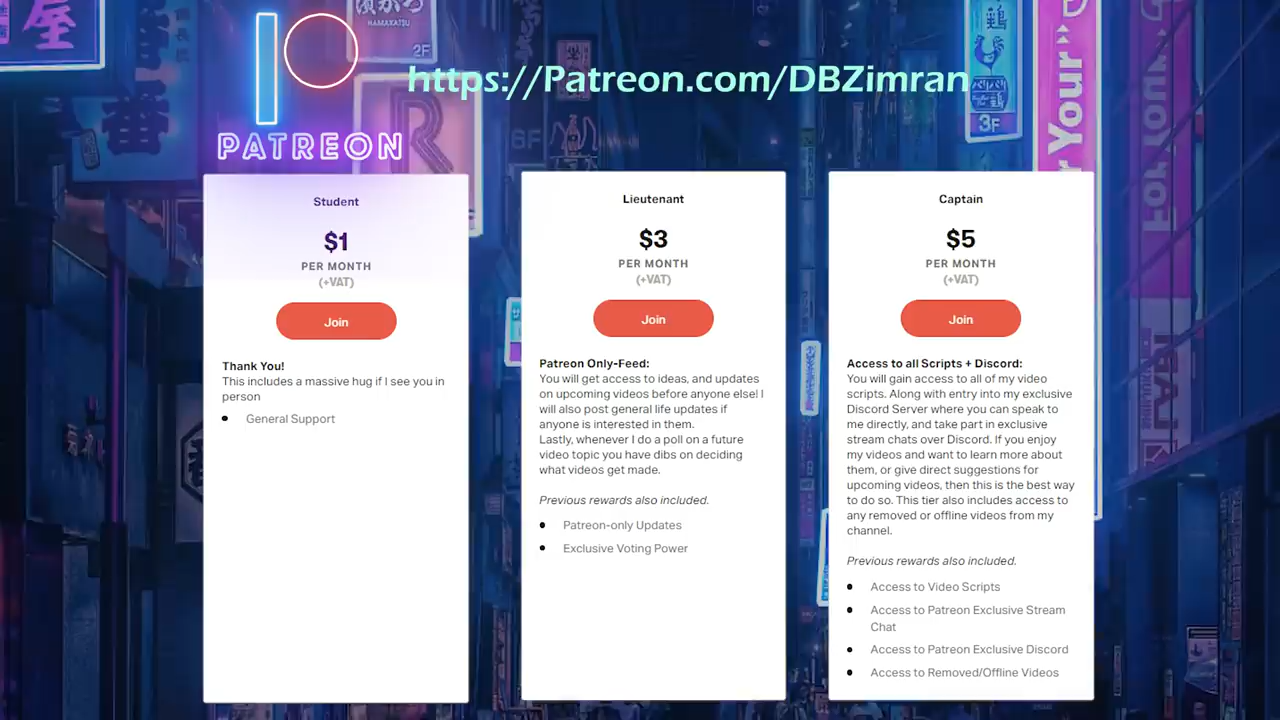 屋
番
HAMAKATSU
2F
R
6F
鶏
3F
r Your
For Your
https://Patreon.com/DBZimran
PATREON
Student
$1
PER MONTH
(+VAT)
Join
Thank You!
This includes a massive hug if I see you in
person
General Support
Lieutenant
$3
PER MONTH
(+VAT)
Join
Patreon Only-Feed:
You will get access to ideas, and updates
on upcoming videos before anyone else! I
will also post general life updates if
anyone is interested in them.
Lastly, whenever I do a poll on a future
video topic you have dibs on deciding
what videos get made.
Previous rewards also included.
Patreon-only Updates
Exclusive Voting Power
Captain
$5
PER MONTH
(+VAT)
Join
Access to all Scripts + Discord:
You will gain access to all of my video
scripts. Along with entry into my exclusive
Discord Server where you can speak to
me directly, and take part in exclusive
stream chats over Discord. If you enjoy
my videos and want to learn more about
them, or give direct suggestions for
upcoming videos, then this is the best way
to do so. This tier also includes access to
any removed or offline videos from my
channel.
Previous rewards also included.
Access to Video Scripts
Access to Patreon Exclusive Stream
Chat
Access to Patreon Exclusive Discord
Access to Removed/Offline Videos